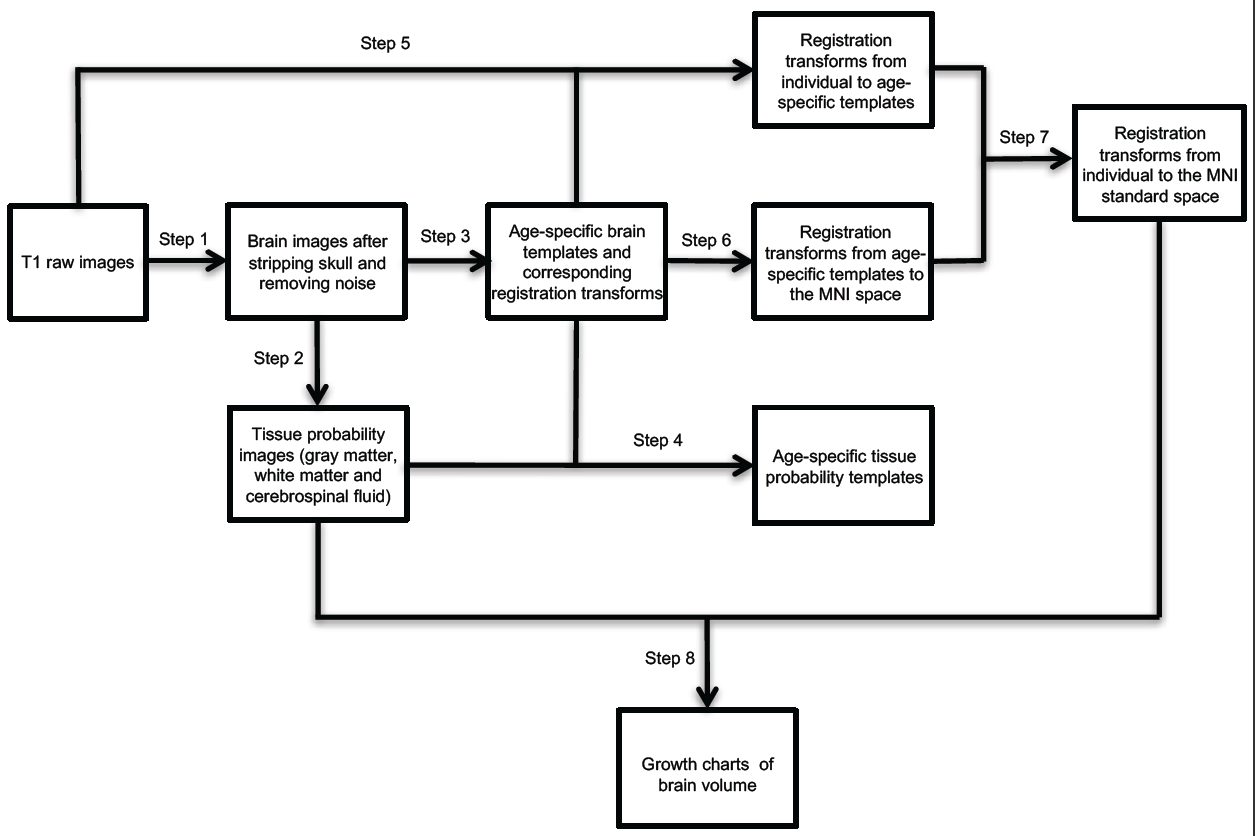 Step 5
Registration
transforms from
individual to age-
specific templates
Step 7
Registration
transforms from
individual to the MNI
standard space
T1 raw images
Step 1
Brain images after
stripping skull and
removing noise
Step 3
Age-specific brain
templates and
corresponding
registration transforms
Step 6
Registration
transforms from age-
specific templates to
the MNI space
Step 2
Tissue probability
images (gray matter,
white matter and
cerebrospinal fluid)
Step 4
Age-specific tissue
probability templates
Step 8
Growth charts of
brain volume